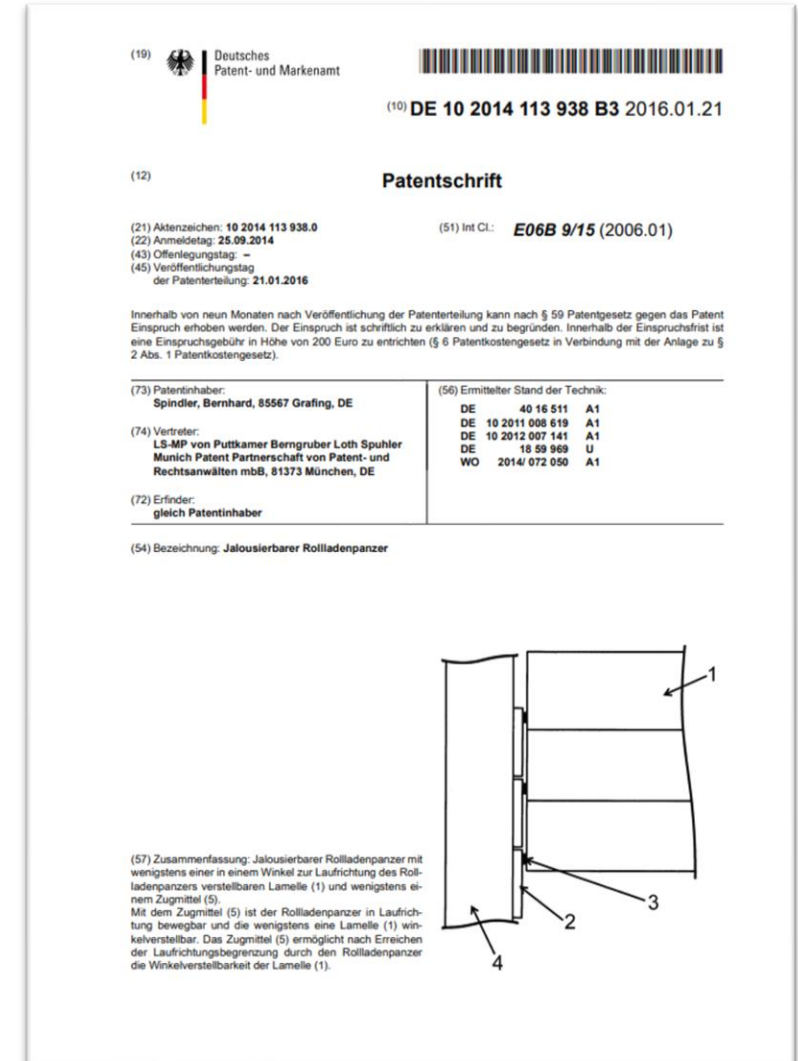 (19)
Deutsches
Patent- und Markenamt
(10) DE 10 2014 113 938 B3 2016.01.21
(12)
Patentschrift
(21) Aktenzeichen: 10 2014 113 938.0
(22) Anmeldetag: 25.09.2014
(43) Offenlegungstag: –
(45) Veröffentlichungstag
der Patenterteilung: 21.01.2016
(51) Int Cl.: E06B 9/15 (2006.01)
Innerhalb von neun Monaten nach Veröffentlichung der Patenterteilung kann nach § 59 Patentgesetz gegen das Patent
Einspruch erhoben werden. Der Einspruch ist schriftlich zu erklären und zu begründen. Innerhalb der Einspruchsfrist ist
eine Einspruchsgebühr in Höhe von 200 Euro zu entrichten (§ 6 Patentkostengesetz in Verbindung mit der Anlage zu §
2 Abs. 1 Patentkostengesetz).
(73) Patentinhaber:
Spindler, Bernhard, 85567 Grafing, DE
(74) Vertreter:
LS-MP von Puttkamer Berngruber Loth Spuhler
Munich Patent Partnerschaft von Patent- und
Rechtsanwälten mbB, 81373 München, DE
(72) Erfinder:
gleich Patentinhaber
(56) Ermittelter Stand der Technik:
DE 40 16 511 A1
DE 10 2011 008 619 A1
DE 10 2012 007 141 A1
DE 18 59 969 U
WO 2014/ 072 050 A1
(54) Bezeichnung: Jalousierbarer Rollladenpanzer
(57) Zusammenfassung: Jalousierbarer Rollladenpanzer mit
wenigstens einer in einem Winkel zur Laufrichtung des Roll-
ladenpanzers verstellbaren Lamelle (1) und wenigstens ei-
nem Zugmittel (5).
Mit dem Zugmittel (5) ist der Rollladenpanzer in Laufrich-
tung bewegbar und die wenigstens eine Lamelle (1) win-
kelverstellbar. Das Zugmittel (5) ermöglicht nach Erreichen
der Laufrichtungsbegrenzung durch den Rollladenpanzer
die Winkelverstellbarkeit der Lamelle (1).
1
3
2
4